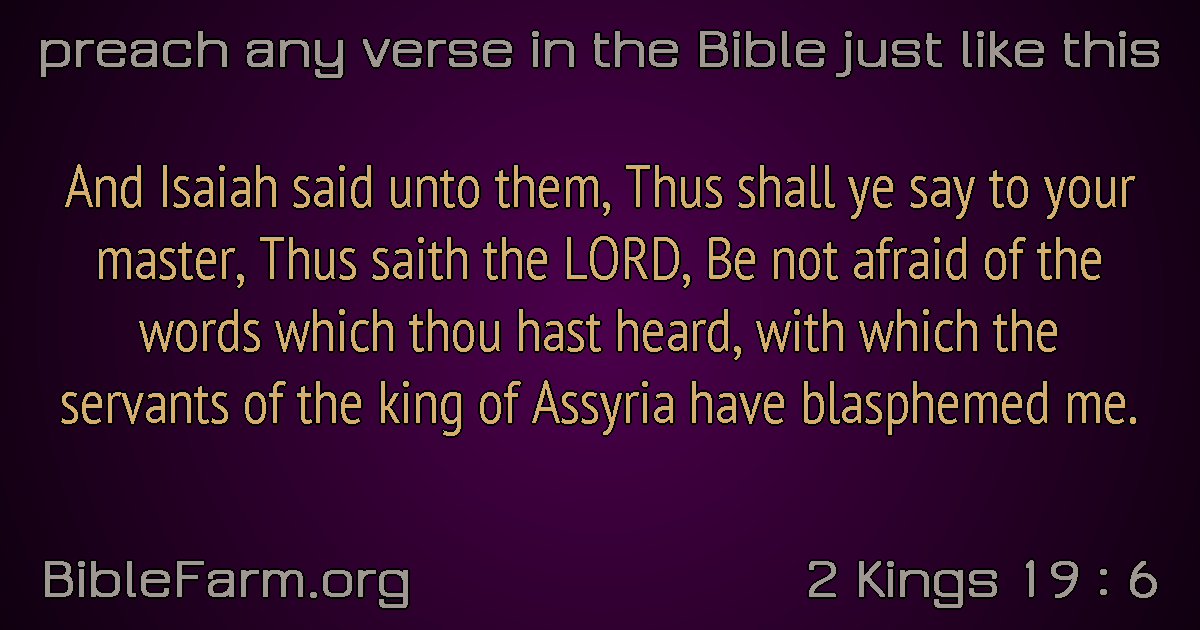 preach any verse in the Bible just like this
And Isaiah said unto them, Thus shall ye say to your
master, Thus saith the LORD, Be not afraid of the
words which thou hast heard, with which the
servants of the king of Assyria have blasphemed me.
BibleFarm.org
2 Kings 19 : 6